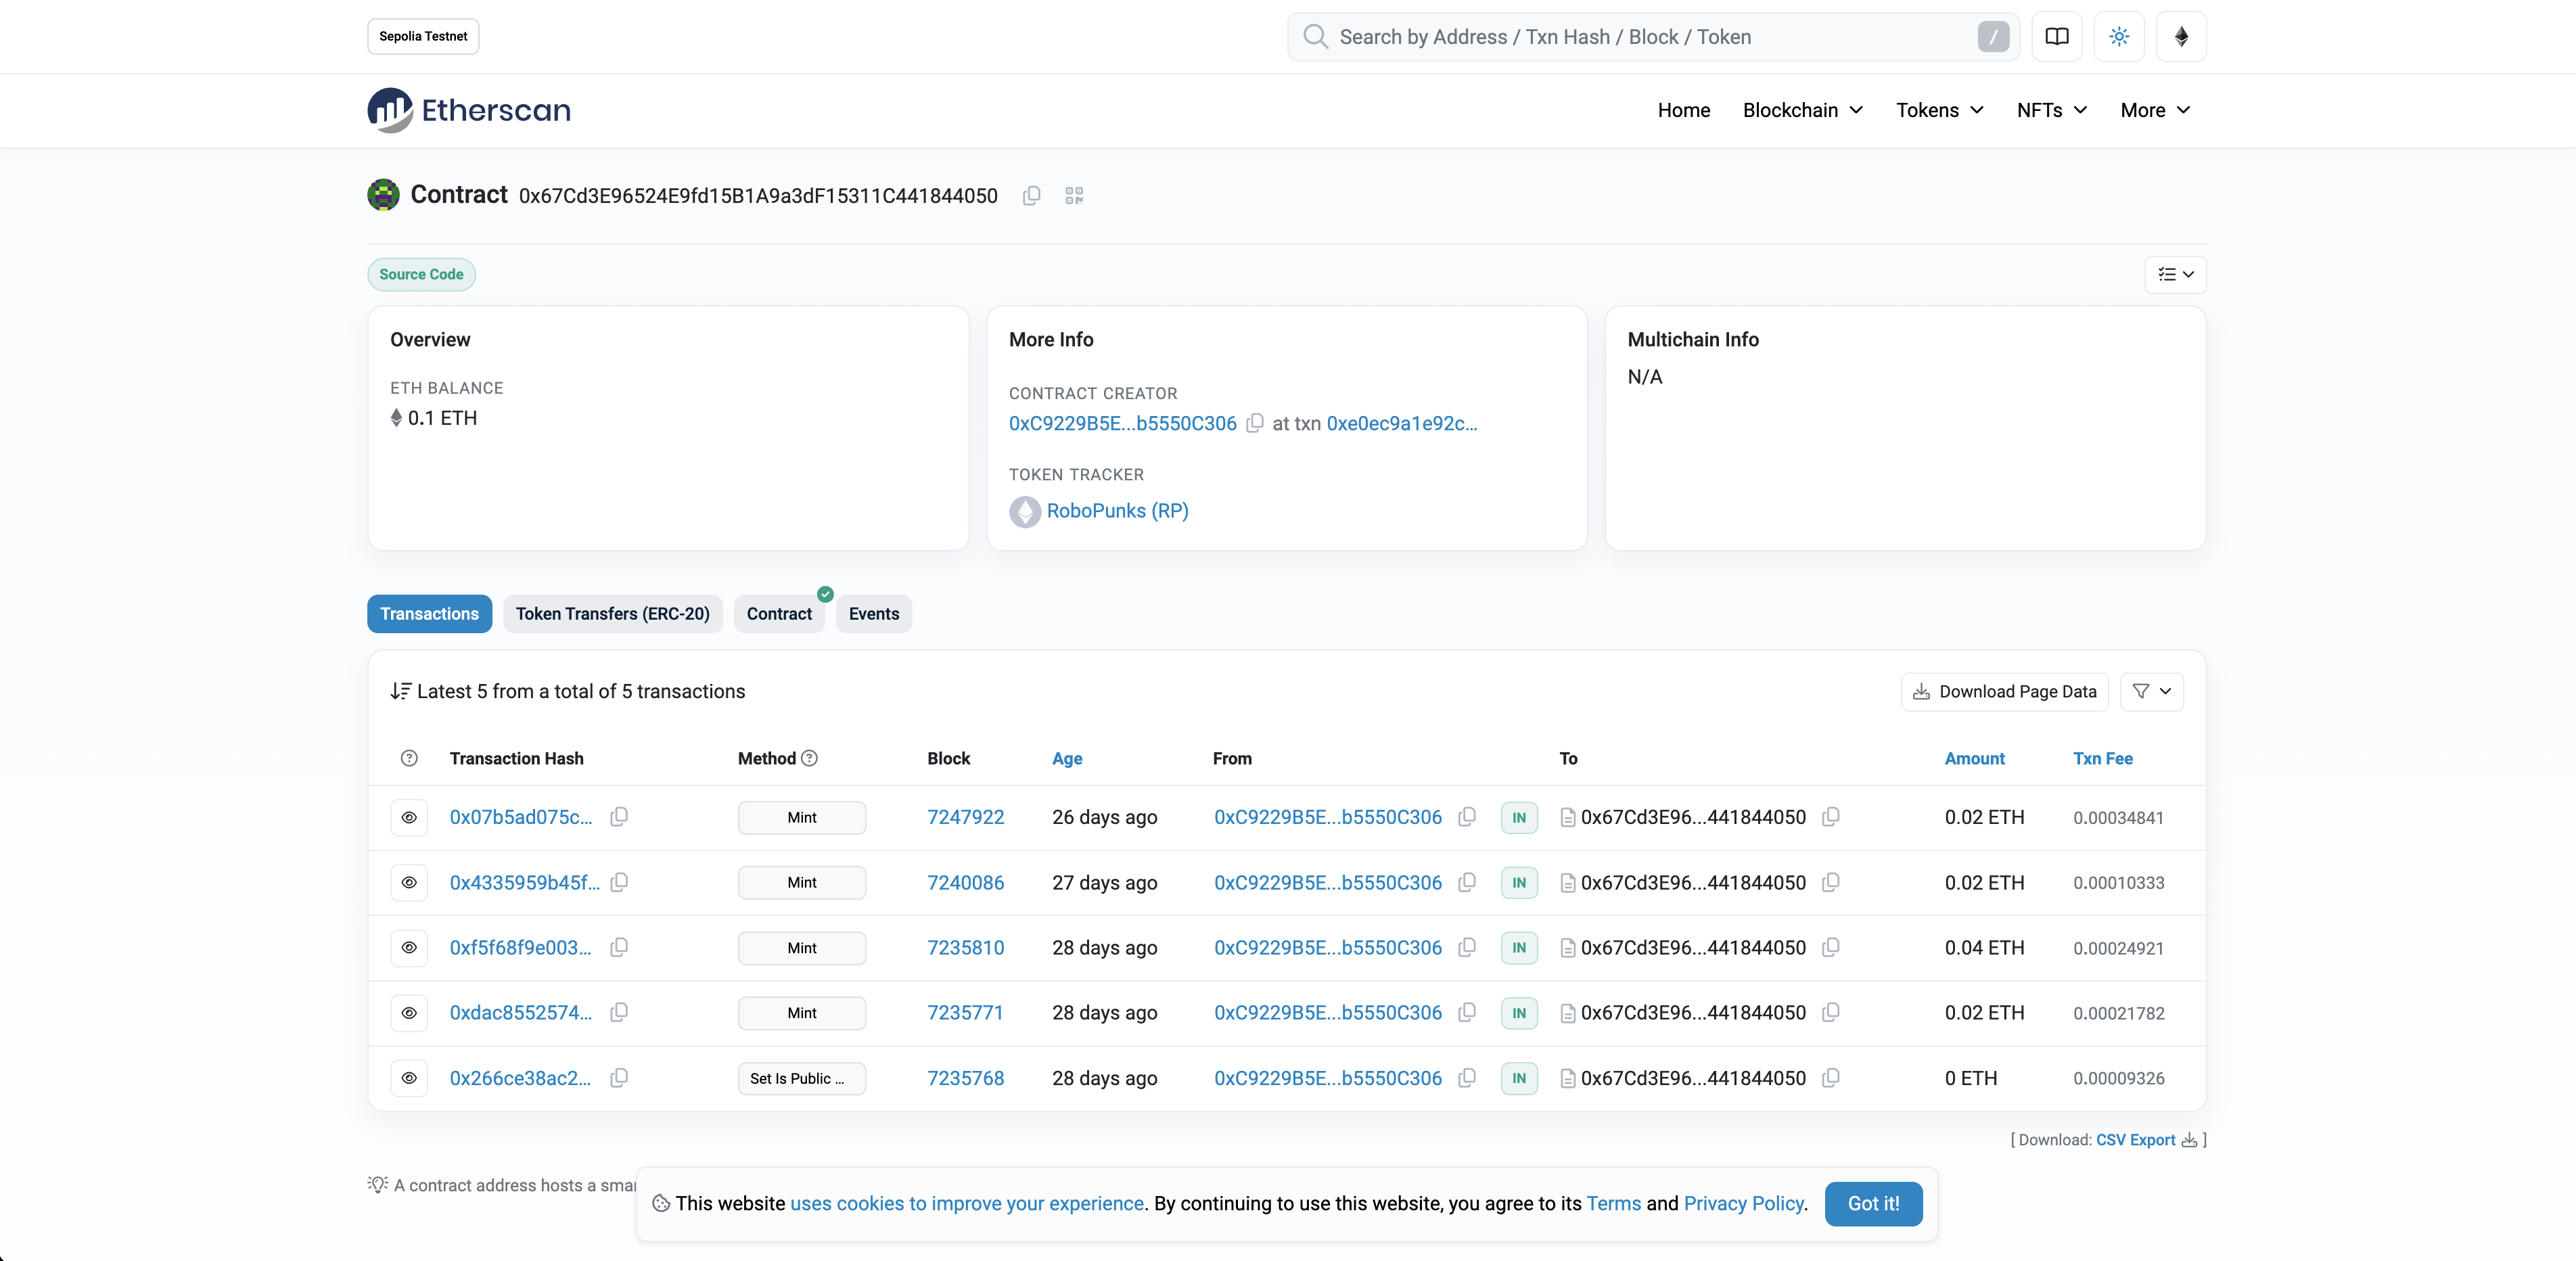 Sepolia Testnet
Search by Address / Txn Hash / Block / Token /
Etherscan
Home Blockchain Tokens NFTs More
Contract 0x67Cd3E96524E9fd15B1A9a3dF15311C441844050
Source Code
Overview
ETH BALANCE
0.1 ETH
More Info
CONTRACT CREATOR
0xC9229B5E...b5550C306 at txn 0xe0ec9a1e92c...
TOKEN TRACKER
RoboPunks (RP)
Multichain Info
N/A
Transactions Token Transfers (ERC-20) Contract Events
Latest 5 from a total of 5 transactions
Download Page Data
Transaction Hash Method Block Age From To Amount Txn Fee
0x07b5ad075c... Mint 7247922 26 days ago 0xC9229B5E...b5550C306 IN 0x67Cd3E96...441844050 0.02 ETH 0.00034841
0x4335959b45f... Mint 7240086 27 days ago 0xC9229B5E...b5550C306 IN 0x67Cd3E96...441844050 0.02 ETH 0.00010333
0xf5f68f9e003... Mint 7235810 28 days ago 0xC9229B5E...b5550C306 IN 0x67Cd3E96...441844050 0.04 ETH 0.00024921
0xdac8552574... Mint 7235771 28 days ago 0xC9229B5E...b5550C306 IN 0x67Cd3E96...441844050 0.02 ETH 0.00021782
0x266ce38ac2... Set Is Public ... 7235768 28 days ago 0xC9229B5E...b5550C306 IN 0x67Cd3E96...441844050 0 ETH 0.00009326
[ Download: CSV Export ]
A contract address hosts a smar
This website uses cookies to improve your experience. By continuing to use this website, you agree to its Terms and Privacy Policy. Got it!